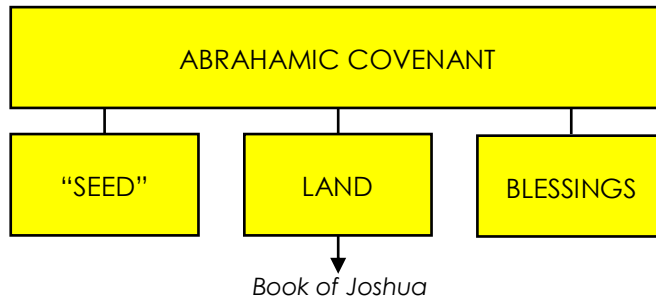 ABRAHAMIC COVENANT
“SEED”
LAND
BLESSINGS
Book of Joshua